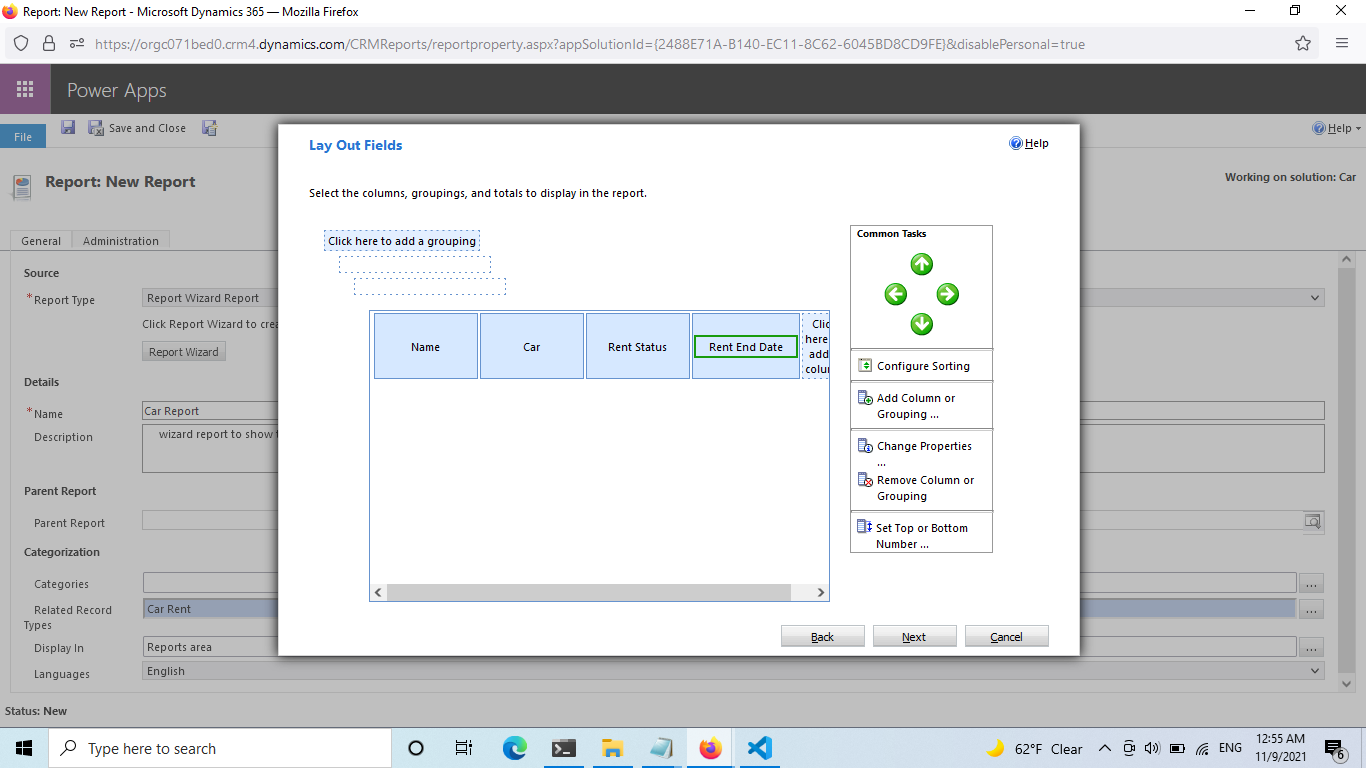 Report: New Report - Microsoft Dynamics 365 — Mozilla Firefox
https://orgc071bed0.crm4.dynamics.com/CRMReports/reportproperty.aspx?appSolutionId={2488E71A-B140-EC11-8C62-6045BD8CD9FE}&disablePersonal=true
Power Apps
File
Save and Close
Help
Report: New Report
Working on solution: Car
General
Administration
Source
*Report Type
Report Wizard Report
Click Report Wizard to crea
Report Wizard
Details
*Name
Car Report
Description
wizard report to show t
Parent Report
Parent Report
Categorization
Categories
...
Related Record
Types
Car Rent
...
Display In
Reports area
...
Languages
English
Status: New
Lay Out Fields
Help
Select the columns, groupings, and totals to display in the report.
Click here to add a grouping
Name
Car
Rent Status
Rent End Date
Clic
here
add
colum
Common Tasks
Configure Sorting
Add Column or
Grouping ...
Change Properties
...
Remove Column or
Grouping
Set Top or Bottom
Number ...
Back
Next
Cancel
Type here to search
62°F Clear
ENG
12:55 AM
11/9/2021
6